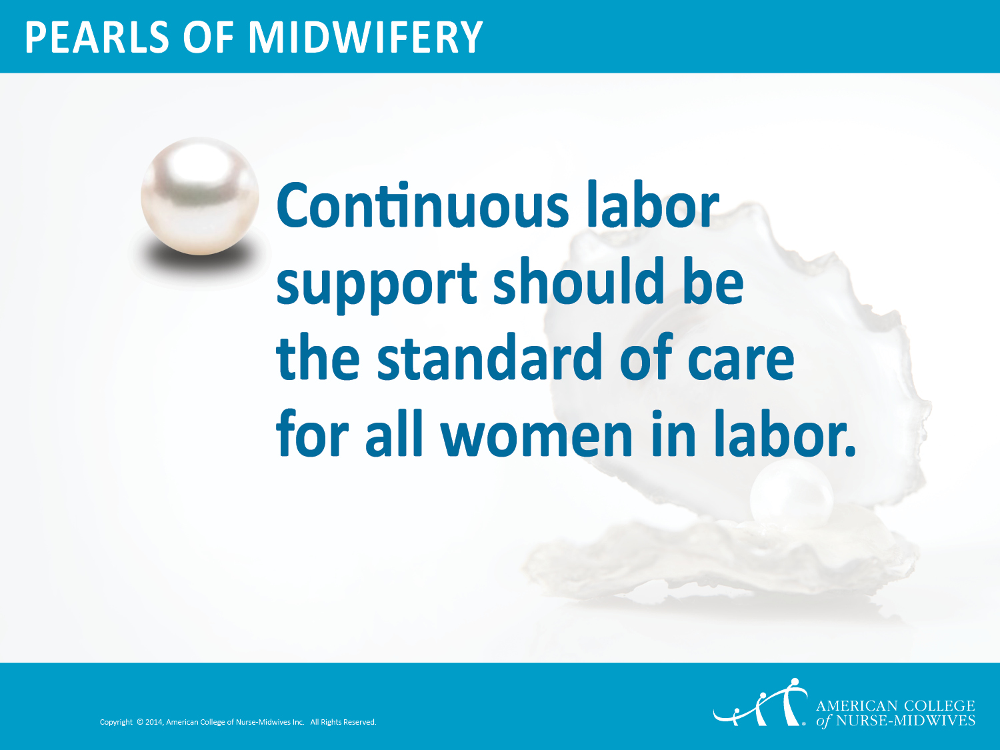 PEARLS OF MIDWIFERY
Continuous labor
support should be
the standard of care
for all women in labor.
Copyright © 2014, American College of Nurse-Midwives Inc. All Rights Reserved.
AMERICAN COLLEGE
of NURSE-MIDWIVES